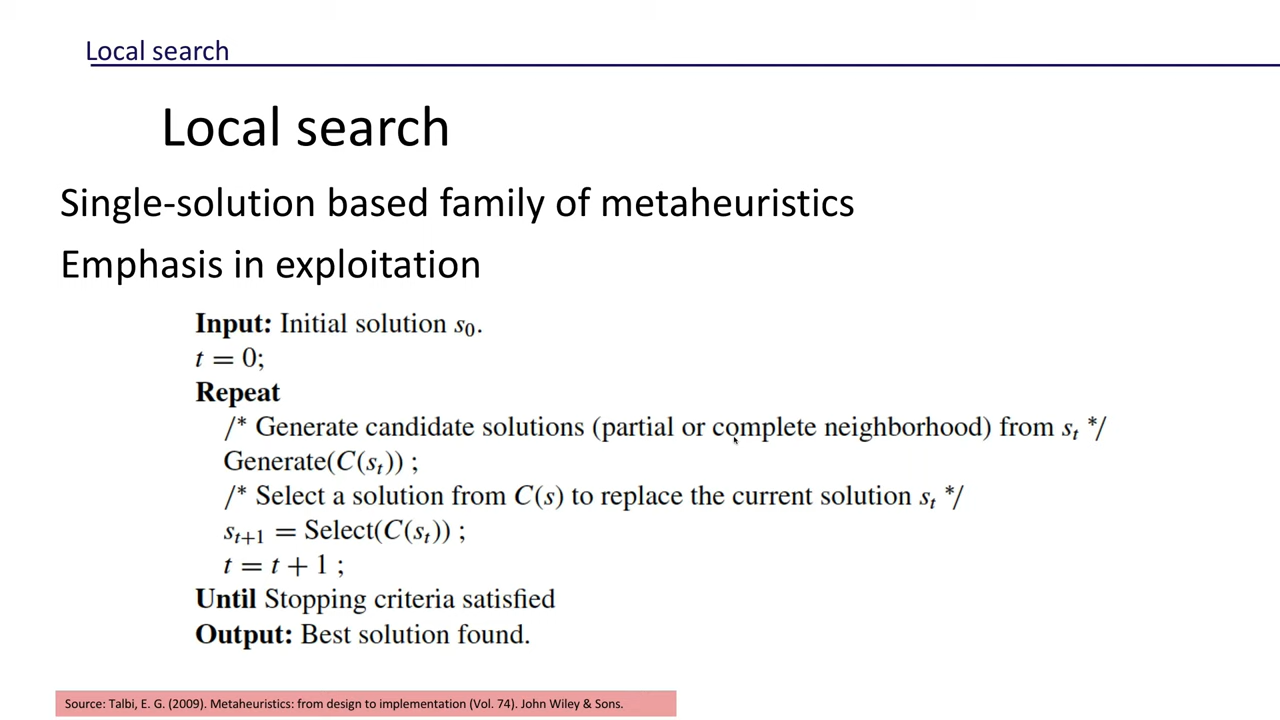 Local search
Local search
Single-solution based family of metaheuristics
Emphasis in exploitation
Input: Initial solution s₀.
t = 0;
Repeat
/* Generate candidate solutions (partial or complete neighborhood) from sₜ */
Generate(C(sₜ)) ;
/* Select a solution from C(s) to replace the current solution sₜ */
sₜ₊₁ = Select(C(sₜ)) ;
t = t + 1 ;
Until Stopping criteria satisfied
Output: Best solution found.
Source: Talbi, E. G. (2009). Metaheuristics: from design to implementation (Vol. 74). John Wiley & Sons.